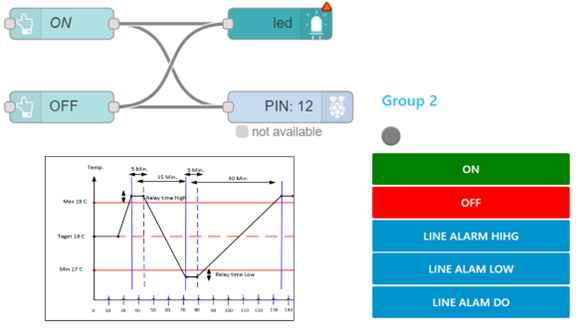 ON
led
OFF
PIN: 12
not available
Group 2
ON
OFF
LINE ALARM HIHG
LINE ALAM LOW
LINE ALAM DO
Temp.
5 Min.
5 Min.
15 Min.
30 Min.
Relay time High
Max 19 C
Taget 18 C
Min 17 C
Relay time Low
0 10 20 30 40 50 60 70 80 90 100 110 120 130 140